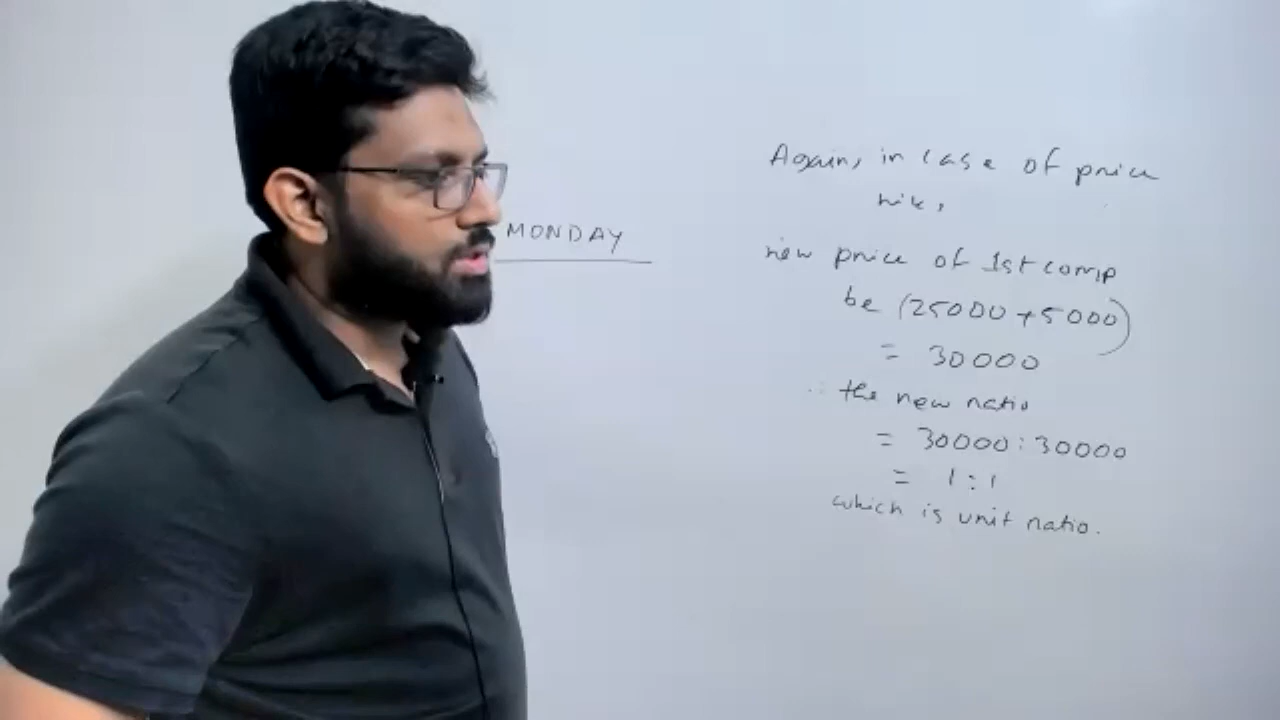 MONDAY
Again, in case of price
hike,
new price of 1st comp
be (25000 + 5000)
= 30000
∴ the new ratio
= 30000 : 30000
= 1 : 1
which is unit ratio.